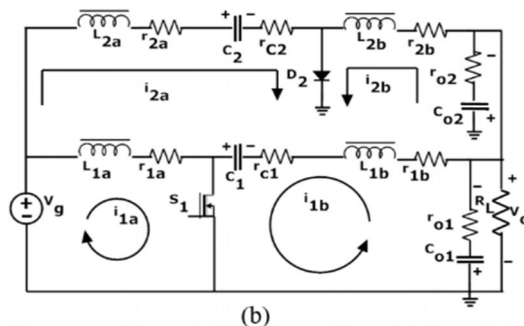 L2a r2a + - C2 rC2 L2b r2b
D2
- ro2
i2a i2b
Co2 +
L1a r1a + - C1 rc1 L1b r1b
Vg + -
S1
i1a i1b
- ro1 RL + Vo
Co1 + -
(b)